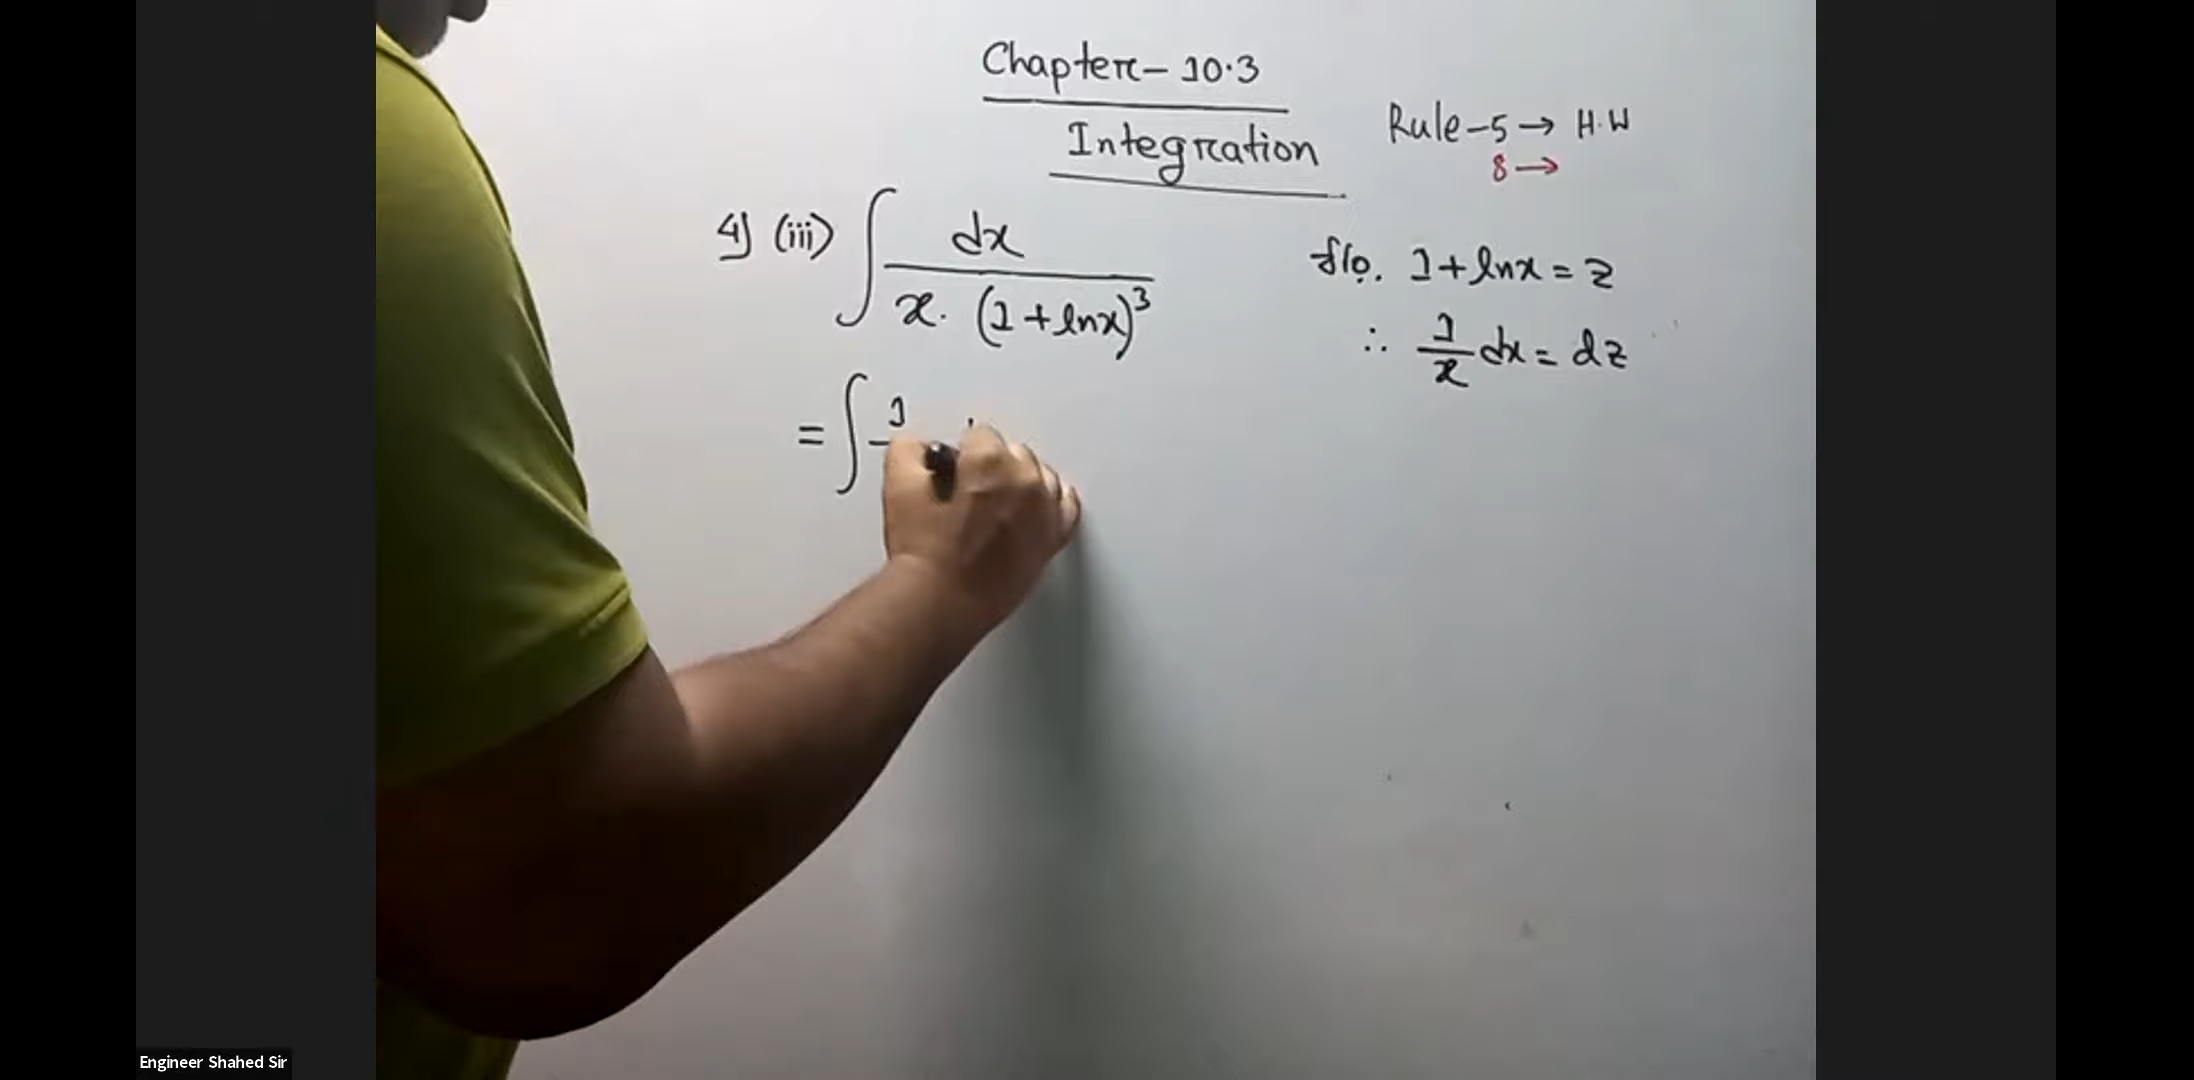 Chapter - 10.3
Integration
Rule-5 → H.W
8 →
4) (iii) ∫ dx / x. (1 + lnx)^3
ধরি. 1 + lnx = z
∴ 1/x dx = dz
= ∫ 1
Engineer Shahed Sir